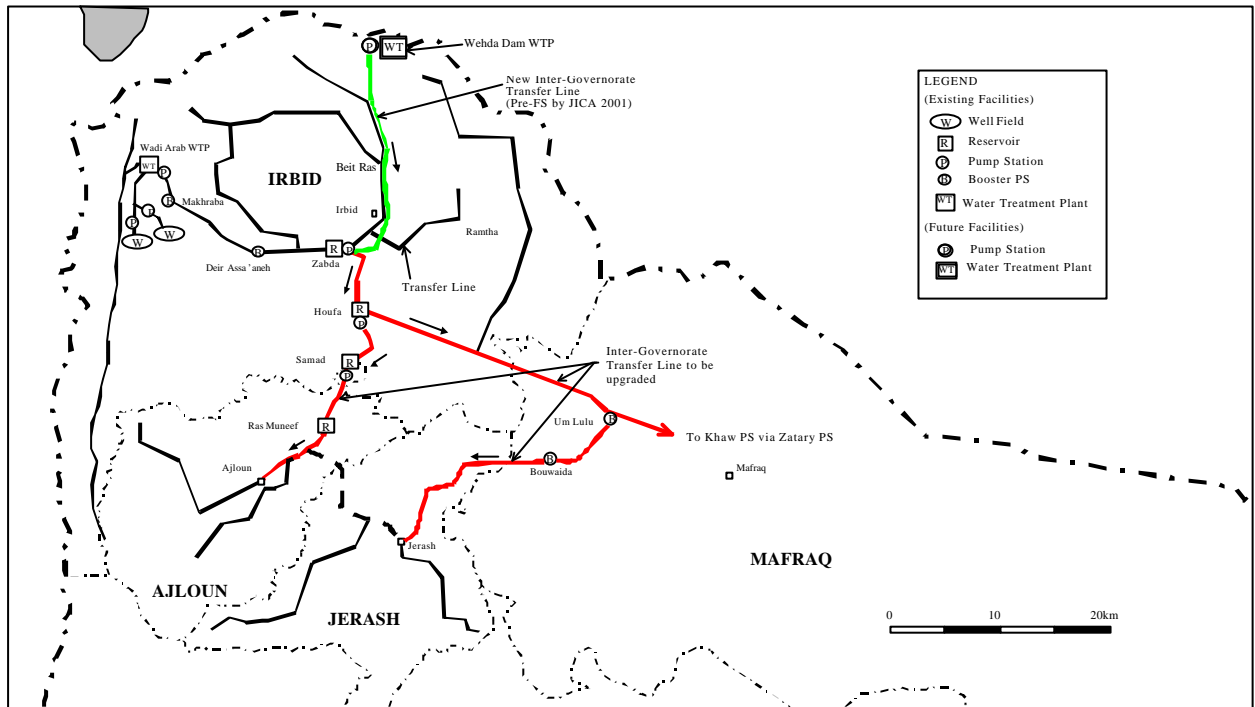 Wehda Dam WTP
P
WT
New Inter-Governorate
Transfer Line
(Pre-FS by JICA 2001)
LEGEND
(Existing Facilities)
W Well Field
R Reservoir
P Pump Station
B Booster PS
WT Water Treatment Plant
(Future Facilities)
P Pump Station
WT Water Treatment Plant
Wadi Arab WTP
WT
P
Beit Ras
IRBID
B
Makhraba
P
P
Irbid
W
W
Ramtha
B
R
P
Zabda
Deir Assa'aneh
Transfer Line
Houfa
R
P
Samad
R
P
Inter-Governorate
Transfer Line to be
upgraded
Ras Muneef
R
Um Lulu
B
To Khaw PS via Zatary PS
Ajloun
B
Bouwaida
Mafraq
Jerash
MAFRAQ
AJLOUN
JERASH
0 10 20km